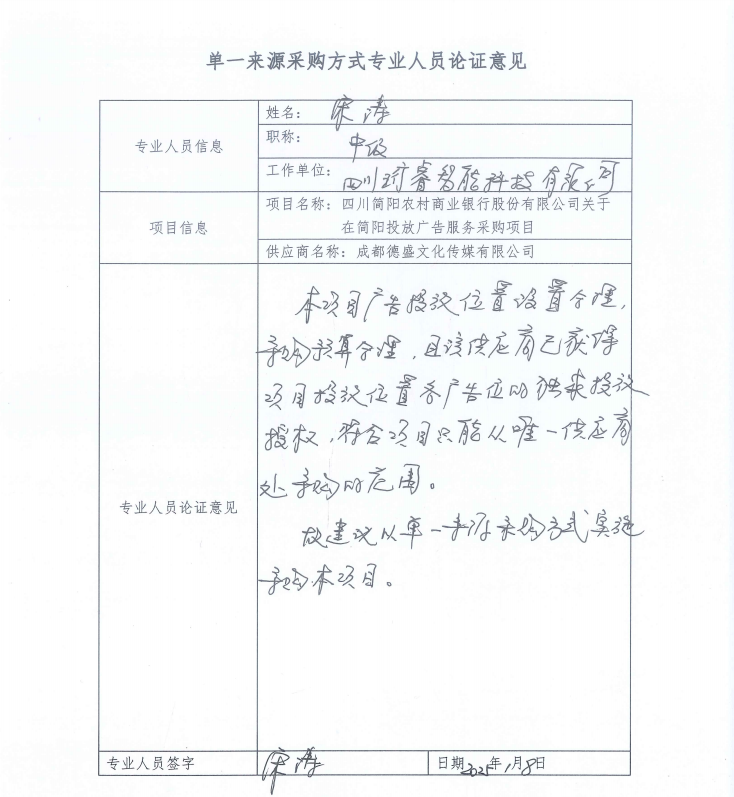 单一来源采购方式专业人员论证意见
专业人员信息
姓名：宋涛
职称：中级
工作单位：四川琦睿智能科技有限公司
项目信息
项目名称：四川简阳农村商业银行股份有限公司关于
在简阳投放广告服务采购项目
供应商名称：成都德盛文化传媒有限公司
专业人员论证意见
本项目广告投放位置设置合理，
采购预算合理，且该供应商已获得
项目投放位置各广告位的独家投放
授权，符合项目只能从唯一供应商
处采购的范围。
故建议以单一来源采购方式实施
采购本项目。
专业人员签字
宋涛
日期2025年1月8日